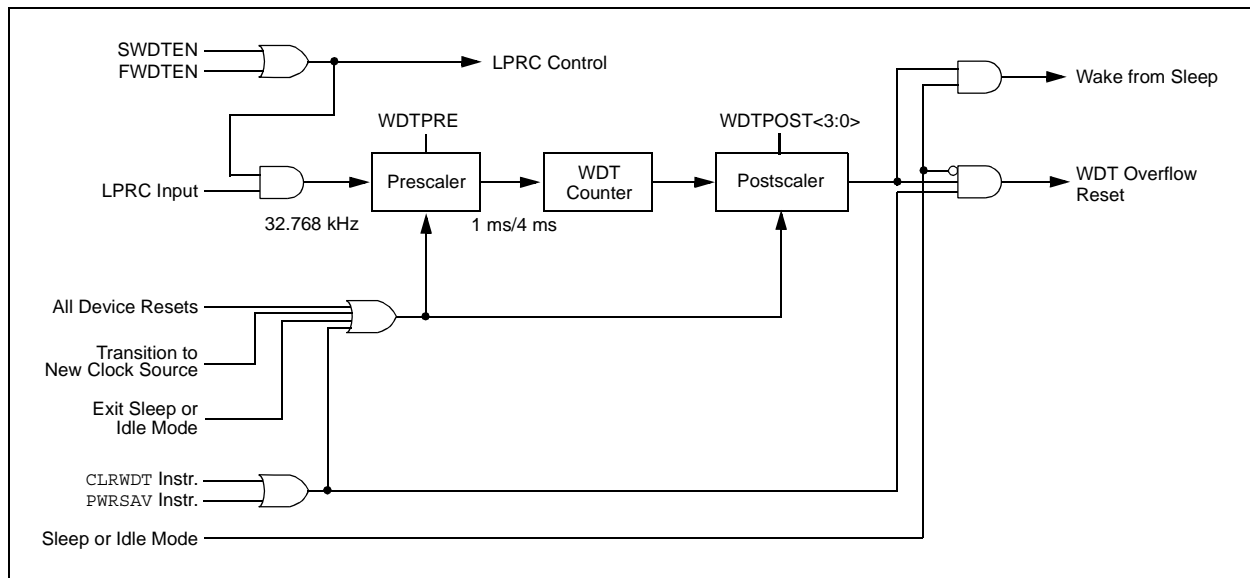 SWDTEN
FWDTEN
LPRC Control
Wake from Sleep
WDTPRE
WDTPOST<3:0>
LPRC Input
Prescaler
WDT
Counter
Postscaler
WDT Overflow
Reset
32.768 kHz
1 ms/4 ms
All Device Resets
Transition to
New Clock Source
Exit Sleep or
Idle Mode
CLRWDT Instr.
PWRSAV Instr.
Sleep or Idle Mode